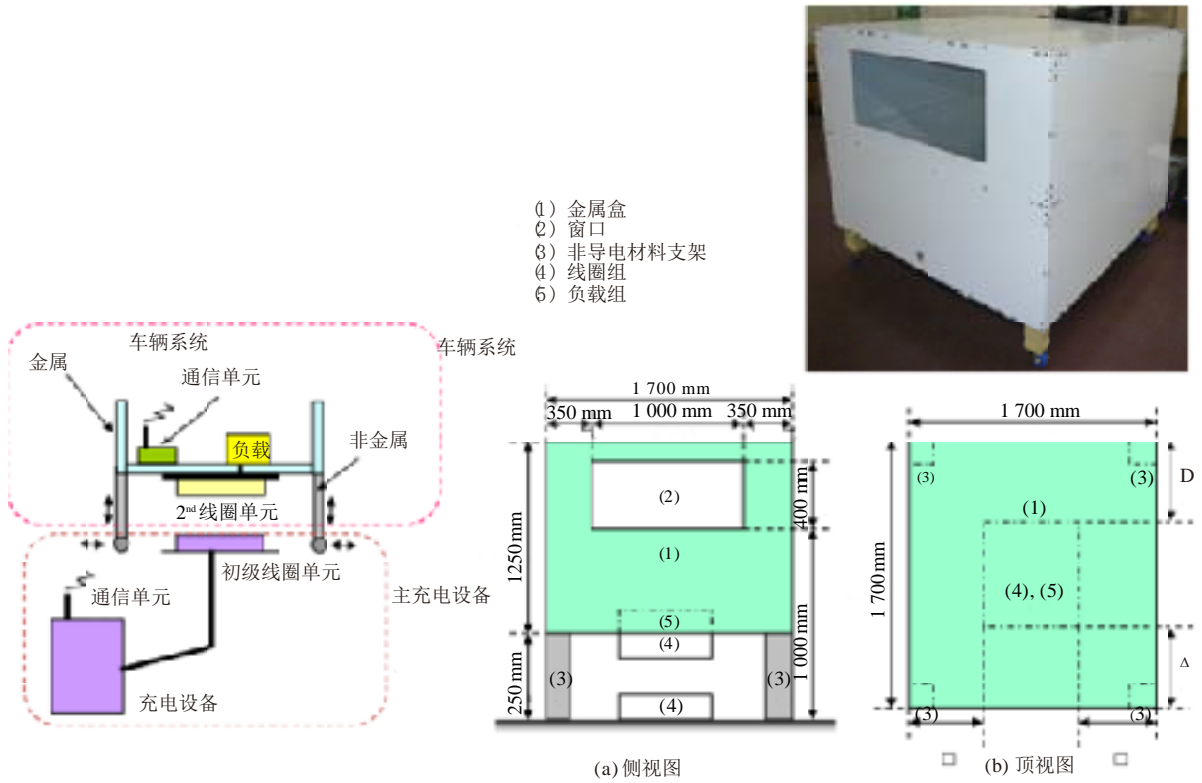 (1) 金属盒
(2) 窗口
(3) 非导电材料支架
(4) 线圈组
(5) 负载组
车辆系统
车辆系统
金属
通信单元
负载
非金属
2nd 线圈单元
初级线圈单元
通信单元
主充电设备
充电设备
1 700 mm
350 mm
1 000 mm
350 mm
(2)
400 mm
1250 mm
(1)
(5)
(4)
1 000 mm
250 mm
(3)
(3)
(4)
(a) 侧视图
1 700 mm
(3)
(3)
D
(1)
1 700 mm
(4), (5)
Δ
(3)
(3)
(b) 顶视图